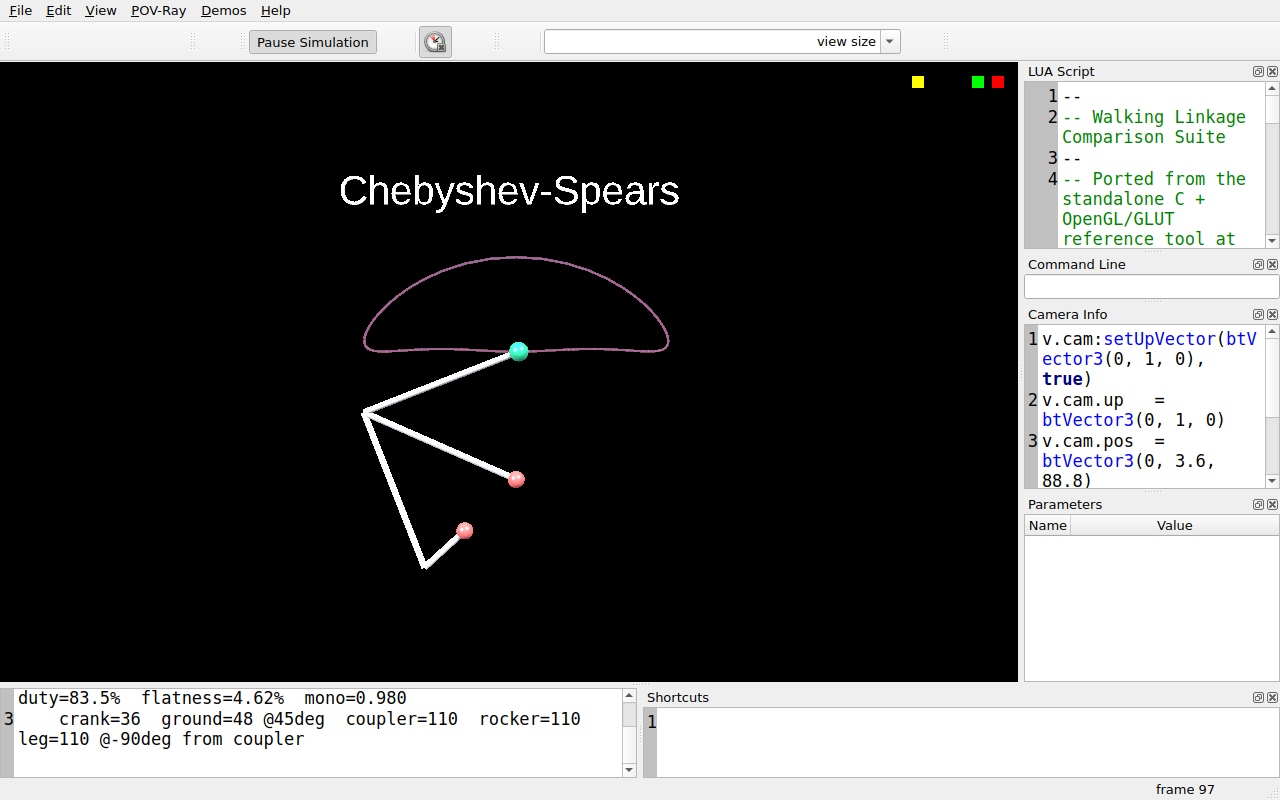 File Edit View POV-Ray Demos Help
Pause Simulation
view size
Chebyshev-Spears
LUA Script
1 --
2 -- Walking Linkage
Comparison Suite
3 --
4 -- Ported from the
standalone C +
OpenGL/GLUT
reference tool at
Command Line
Camera Info
1 v.cam:setUpVector(btV
ector3(0, 1, 0),
true)
2 v.cam.up   =
btVector3(0, 1, 0)
3 v.cam.pos  =
btVector3(0, 3.6,
88.8)
Parameters
Name Value
duty=83.5%  flatness=4.62%  mono=0.980
3    crank=36  ground=48 @45deg  coupler=110  rocker=110
leg=110 @-90deg from coupler
Shortcuts
1
frame 97